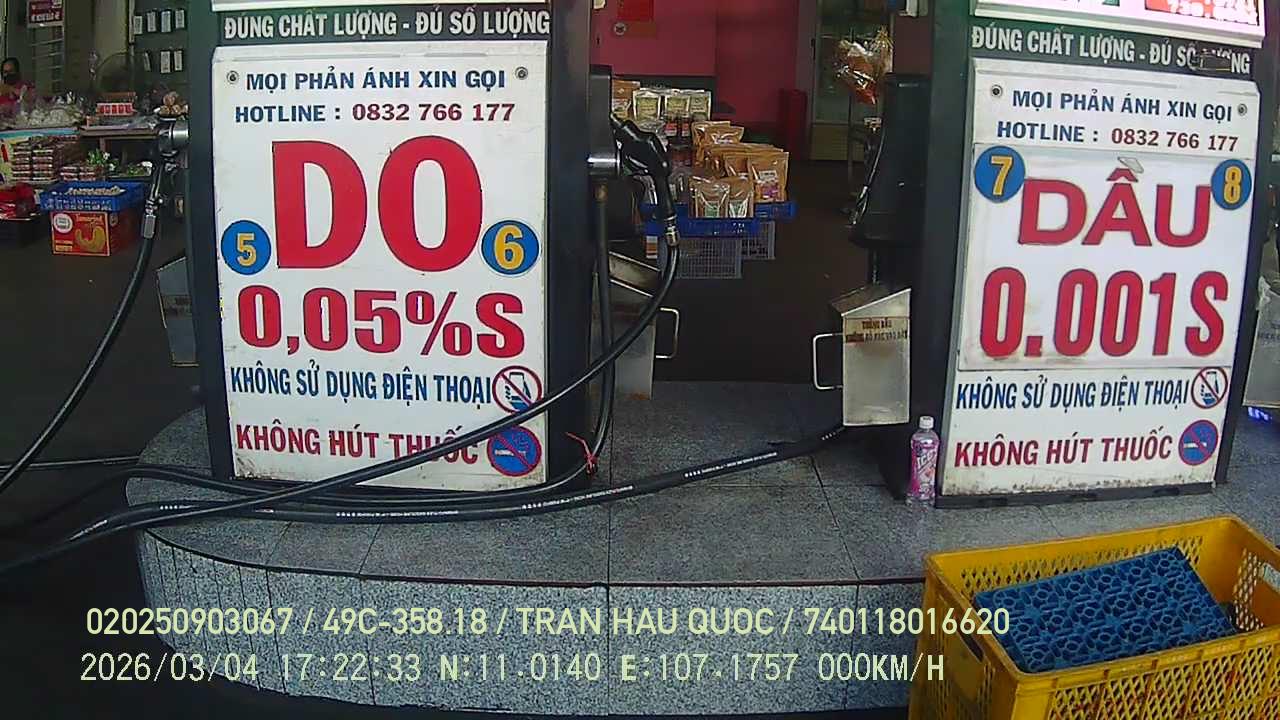 ĐÚNG CHẤT LƯỢNG - ĐỦ SỐ LƯỢNG
MỌI PHẢN ÁNH XIN GỌI
HOTLINE : 0832 766 177
DO
5 6
0,05%S
KHÔNG SỬ DỤNG ĐIỆN THOẠI
KHÔNG HÚT THUỐC
ĐÚNG CHẤT LƯỢNG - ĐỦ SỐ LƯỢNG
MỌI PHẢN ÁNH XIN GỌI
HOTLINE : 0832 766 177
7 8
DẦU
0.001S
KHÔNG SỬ DỤNG ĐIỆN THOẠI
KHÔNG HÚT THUỐC
020250903067 / 49C-358.18 / TRAN HAU QUOC / 740118016620
2026/03/04 17:22:33 N:11.0140 E:107.1757 000KM/H